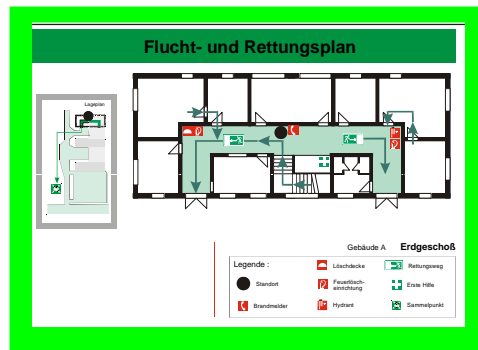 Flucht- und Rettungsplan
Lageplan
Gebäude A Erdgeschoß
Legende :
Standort
Brandmelder
Löschdecke
Feuerlösch-
einrichtung
Hydrant
Rettungsweg
Erste Hilfe
Sammelpunkt